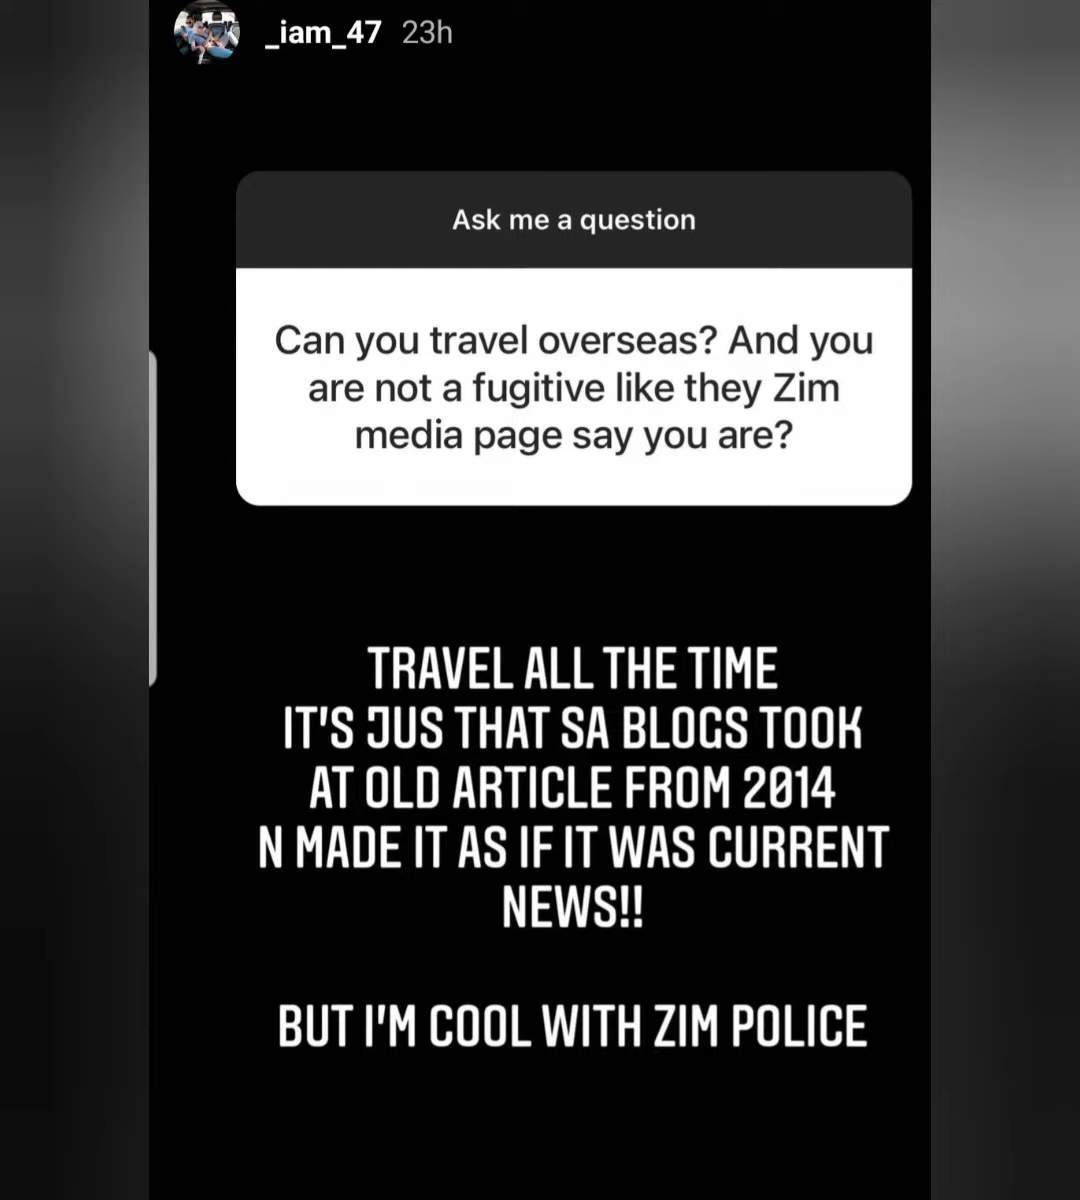 _iam_47 23h
Ask me a question
Can you travel overseas? And you
are not a fugitive like they Zim
media page say you are?
TRAVEL ALL THE TIME
IT'S JUS THAT SA BLOGS TOOK
AT OLD ARTICLE FROM 2014
N MADE IT AS IF IT WAS CURRENT
NEWS!!
BUT I'M COOL WITH ZIM POLICE